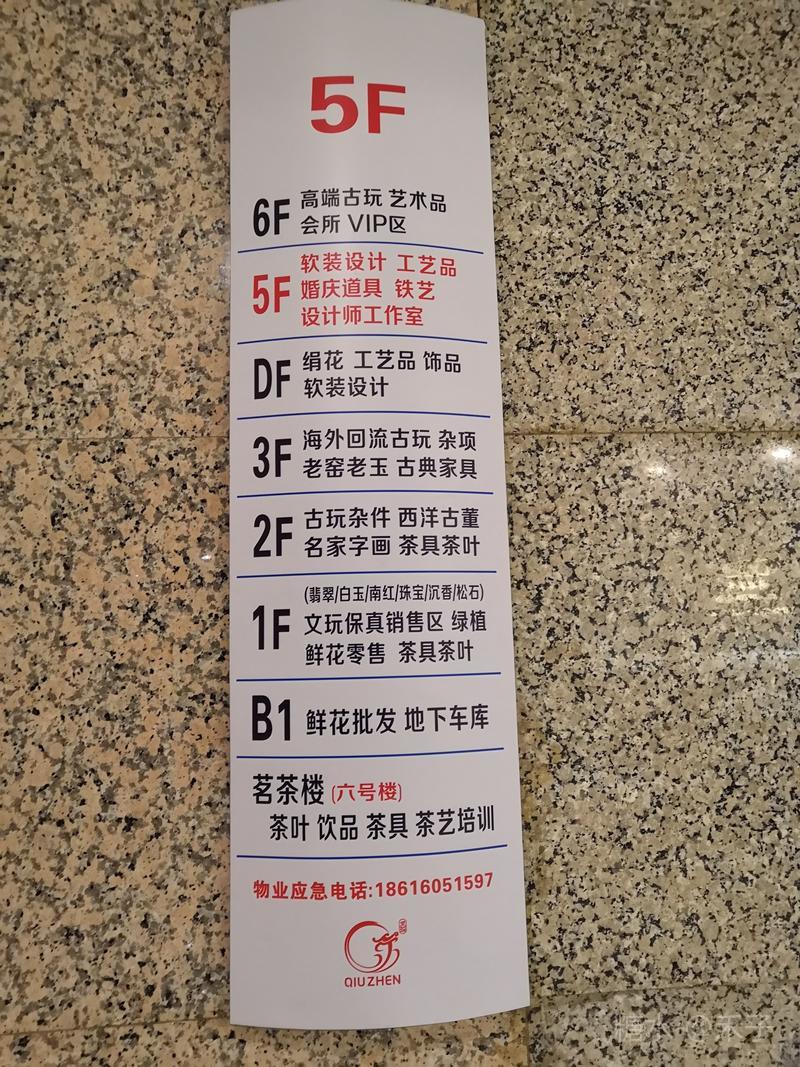 5F
6F 高端古玩 艺术品
会所 VIP区
5F 软装设计 工艺品
婚庆道具 铁艺
设计师工作室
DF 绢花 工艺品 饰品
软装设计
3F 海外回流古玩 杂项
老窑老玉 古典家具
2F 古玩杂件 西洋古董
名家字画 茶具茶叶
1F (翡翠/白玉/南红/珠宝/沉香/松石)
文玩保真销售区 绿植
鲜花零售 茶具茶叶
B1 鲜花批发 地下车库
茗茶楼 (六号楼)
茶叶 饮品 茶具 茶艺培训
物业应急电话:18616051597
QIUZHEN